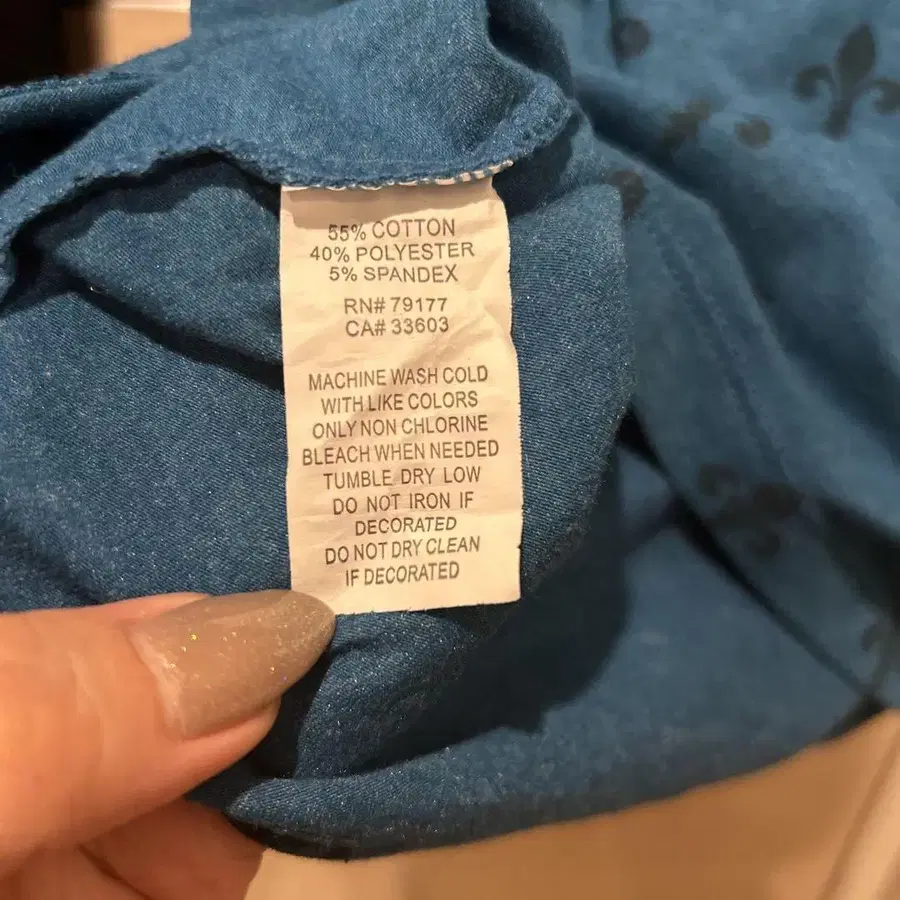 55% COTTON
40% POLYESTER
5% SPANDEX
RN# 79177
CA# 33603
MACHINE WASH COLD
WITH LIKE COLORS
ONLY NON CHLORINE
BLEACH WHEN NEEDED
TUMBLE DRY LOW
DO NOT IRON IF
DECORATED
DO NOT DRY CLEAN
IF DECORATED